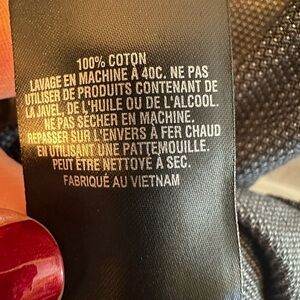 100% COTON
LAVAGE EN MACHINE À 40C. NE PAS
UTILISER DE PRODUITS CONTENANT DE
LA JAVEL, DE L'HUILE OU DE L'ALCOOL.
NE PAS SÉCHER EN MACHINE.
REPASSER SUR L'ENVERS À FER CHAUD
EN UTILISANT UNE PATTEMOUILLE.
PEUT ÊTRE NETTOYÉ À SEC.
FABRIQUÉ AU VIETNAM